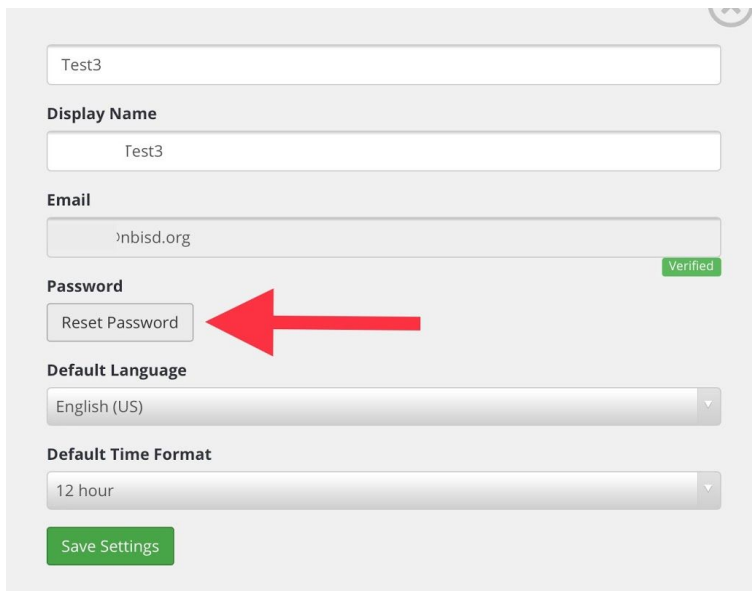 Test3
Display Name
Test3
Email
nbisd.org
Verified
Password
Reset Password
Default Language
English (US)
Default Time Format
12 hour
Save Settings